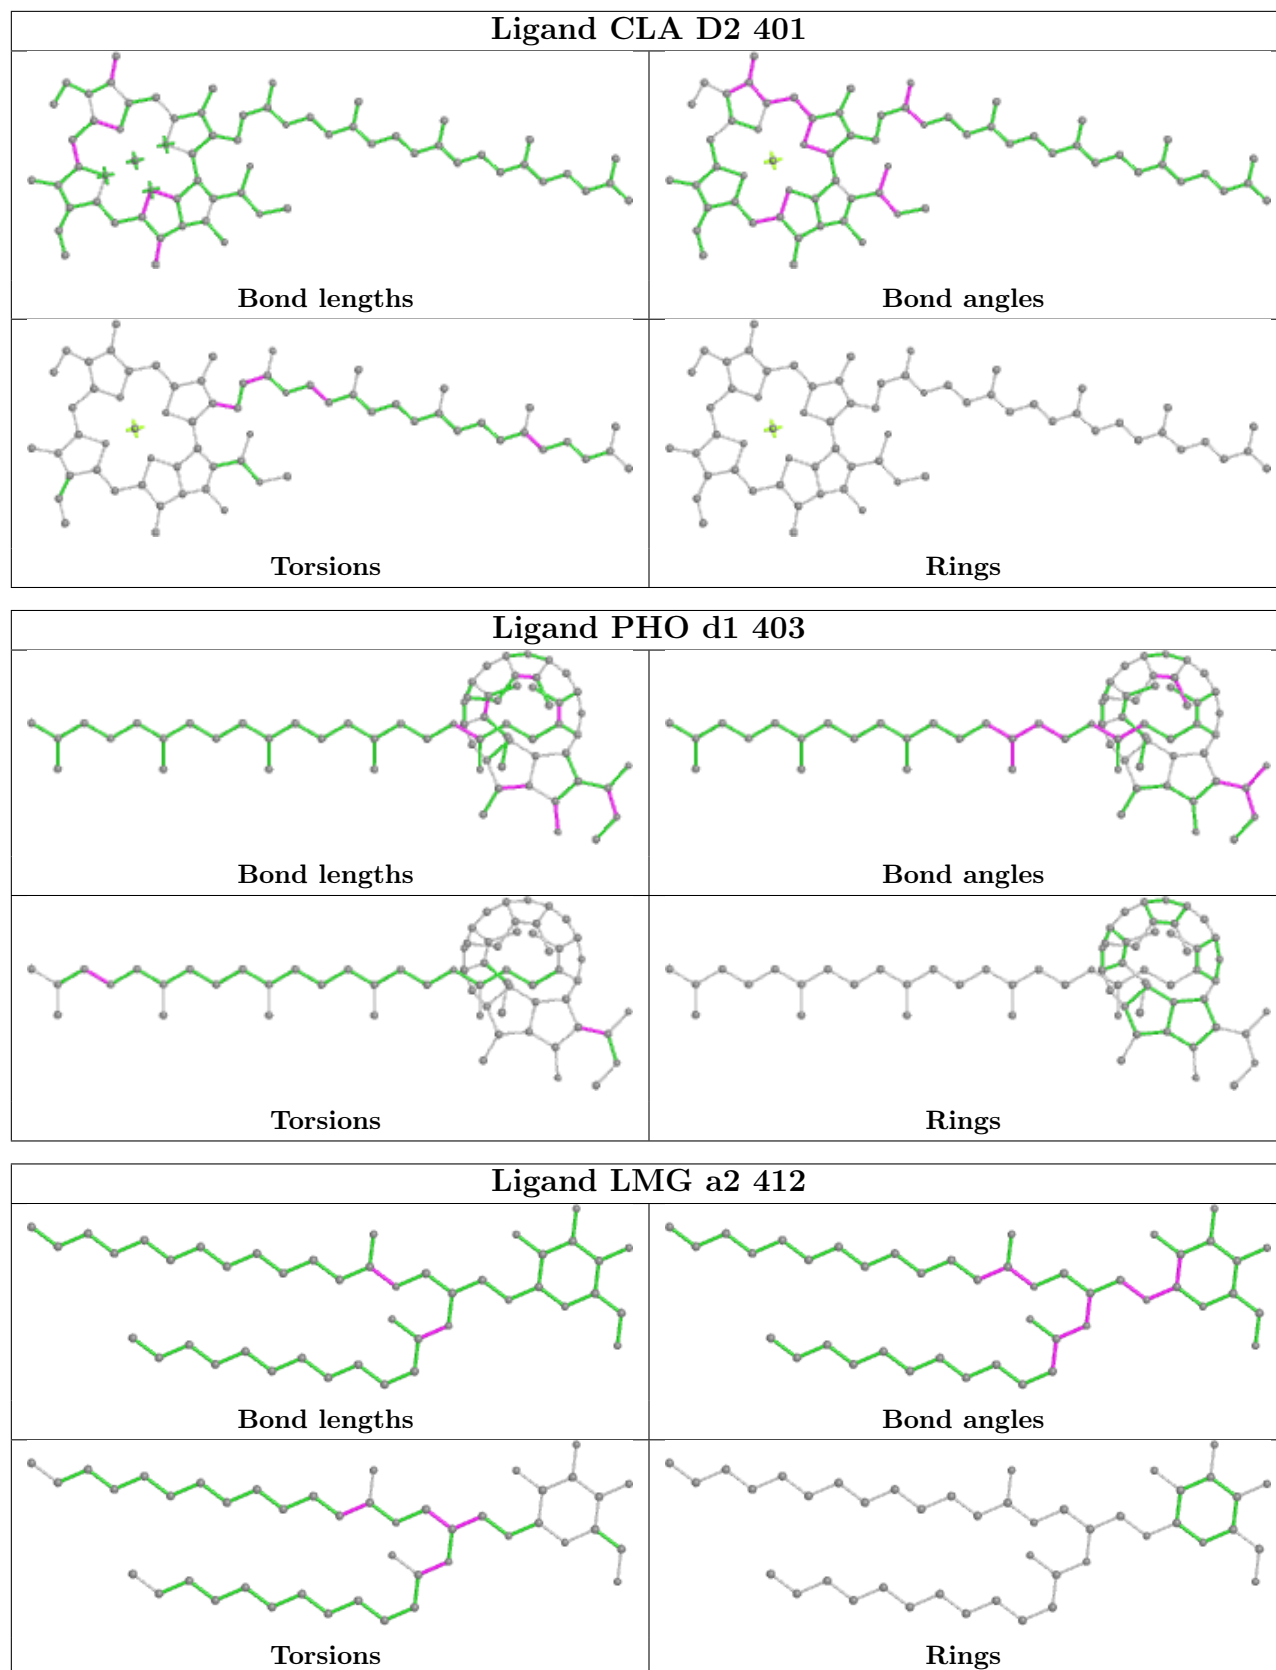 Ligand CLA D2 401
Bond lengths
Bond angles
Torsions
Rings
Ligand PHO d1 403
Bond lengths
Bond angles
Torsions
Rings
Ligand LMG a2 412
Bond lengths
Bond angles
Torsions
Rings